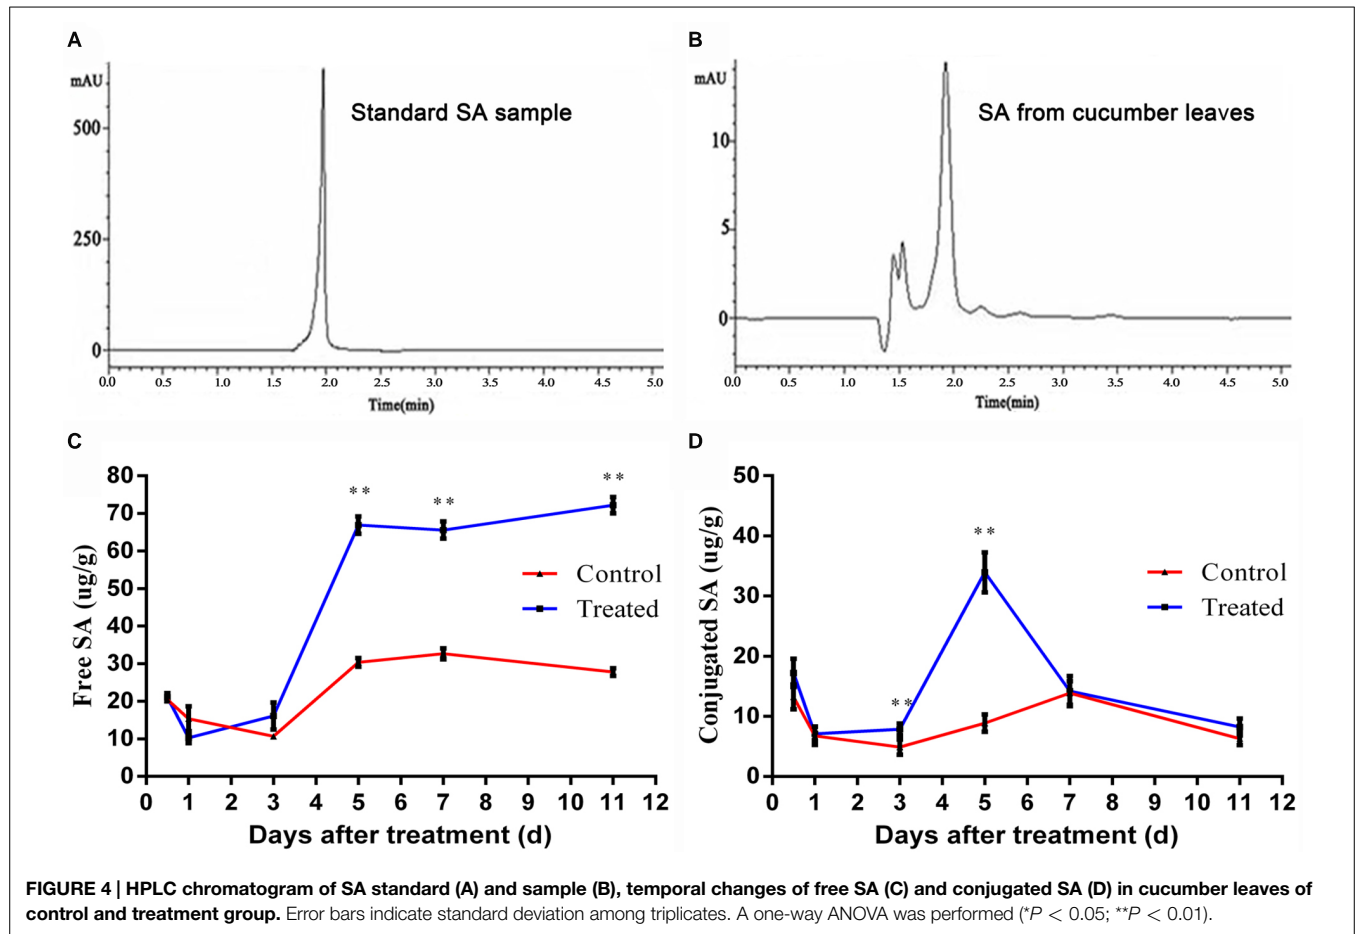 A
mAU
Standard SA sample
500
250
0
0.0 0.5 1.0 1.5 2.0 2.5 3.0 3.5 4.0 4.5 5.0
Time(min)
B
mAU
SA from cucumber leaves
10
5
0
0.0 0.5 1.0 1.5 2.0 2.5 3.0 3.5 4.0 4.5 5.0
Time(min)
C
80
70
60
50
40
30
20
10
0
Free SA (ug/g)
** ** **
Control
Treated
0 1 2 3 4 5 6 7 8 9 10 11 12
Days after treatment (d)
D
50
40
30
20
10
0
Conjugated SA (ug/g)
**
**
Control
Treated
0 1 2 3 4 5 6 7 8 9 10 11 12
Days after treatment (d)
FIGURE 4 | HPLC chromatogram of SA standard (A) and sample (B), temporal changes of free SA (C) and conjugated SA (D) in cucumber leaves of
control and treatment group. Error bars indicate standard deviation among triplicates. A one-way ANOVA was performed (*P < 0.05; **P < 0.01).